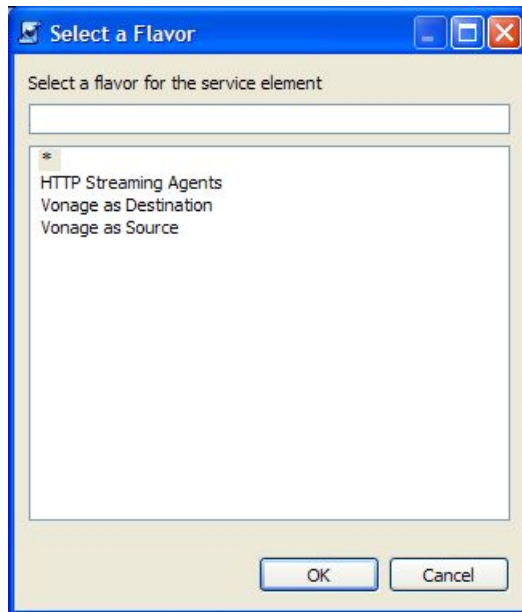 Select a Flavor
Select a flavor for the service element
*
HTTP Streaming Agents
Vonage as Destination
Vonage as Source
OK
Cancel